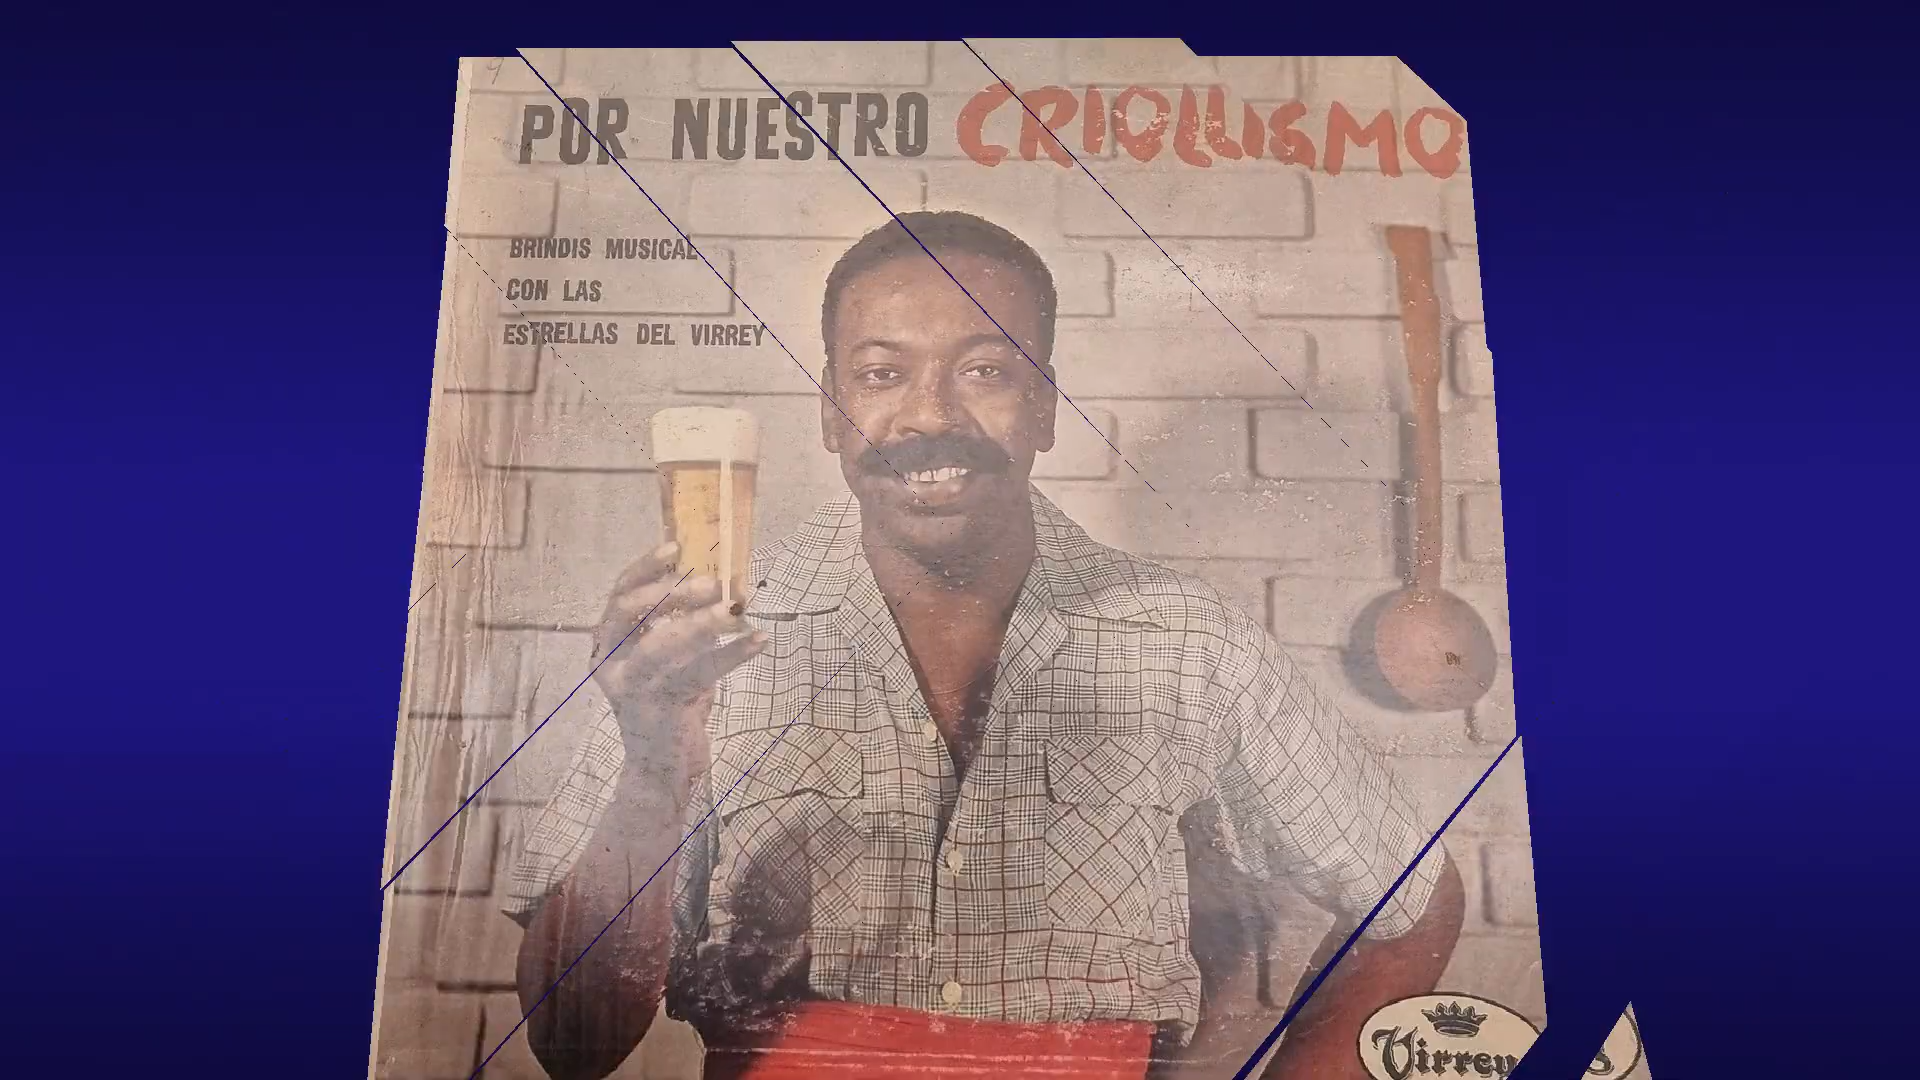 POR NUESTRO CRIOLLISMO
BRINDIS MUSICAL
CON LAS
ESTRELLAS DEL VIRREY